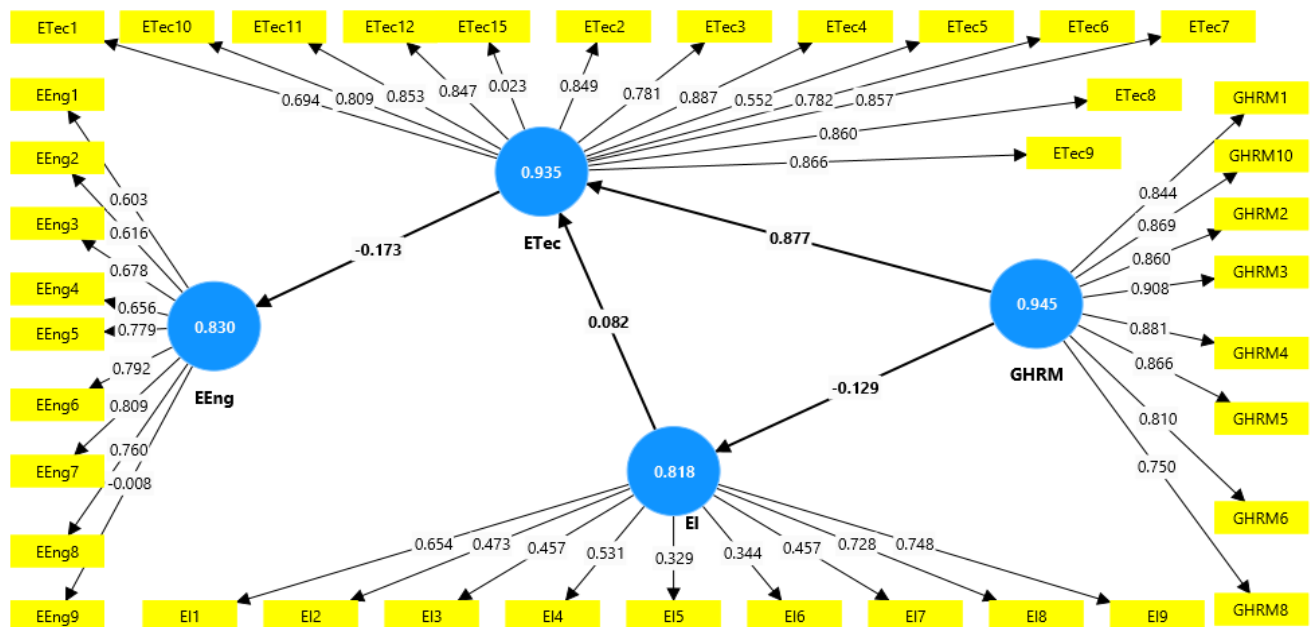 ETec1
ETec10
ETec11
ETec12
ETec15
ETec2
ETec3
ETec4
ETec5
ETec6
ETec7
ETec8
ETec9
0.694
0.809
0.853
0.847
0.023
0.849
0.781
0.887
0.552
0.782
0.857
0.860
0.866
0.935
ETec
EEng1
EEng2
EEng3
EEng4
EEng5
EEng6
EEng7
EEng8
EEng9
0.603
0.616
0.678
0.656
0.779
0.792
0.809
0.760
-0.008
0.830
EEng
-0.173
0.877
0.082
-0.129
GHRM1
GHRM10
GHRM2
GHRM3
GHRM4
GHRM5
GHRM6
GHRM8
0.844
0.869
0.860
0.908
0.881
0.866
0.810
0.750
0.945
GHRM
0.818
EI
0.654
0.473
0.457
0.531
0.329
0.344
0.457
0.728
0.748
EI1
EI2
EI3
EI4
EI5
EI6
EI7
EI8
EI9